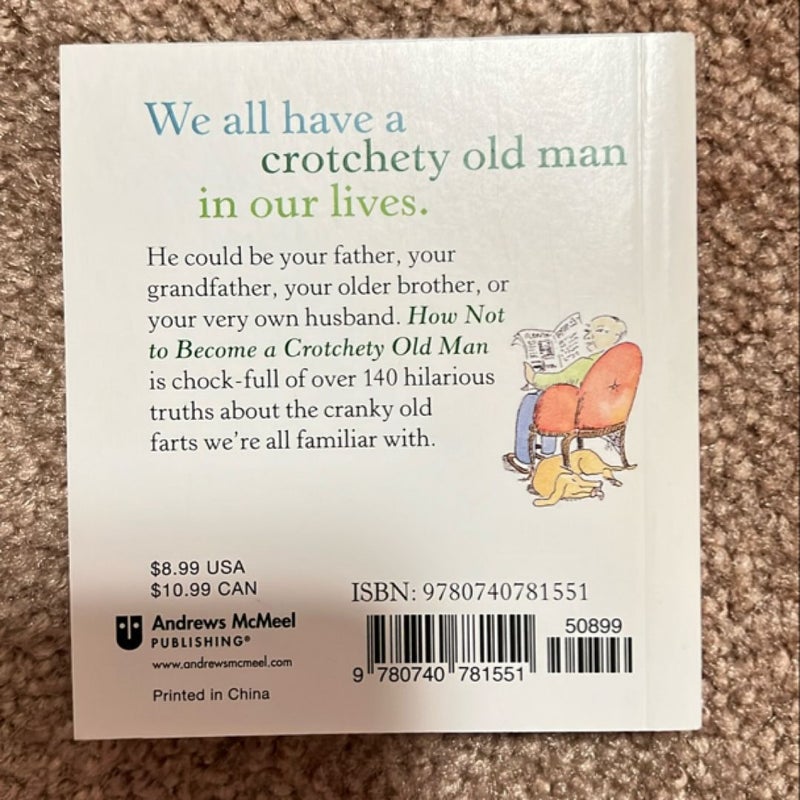 We all have a
crotchety old man
in our lives.
He could be your father, your
grandfather, your older brother, or
your very own husband. How Not
to Become a Crotchety Old Man
is chock-full of over 140 hilarious
truths about the cranky old
farts we're all familiar with.
$8.99 USA
$10.99 CAN
Andrews McMeel
PUBLISHING®
www.andrewsmcmeel.com
Printed in China
ISBN: 9780740781551
50899
9 780740 781551